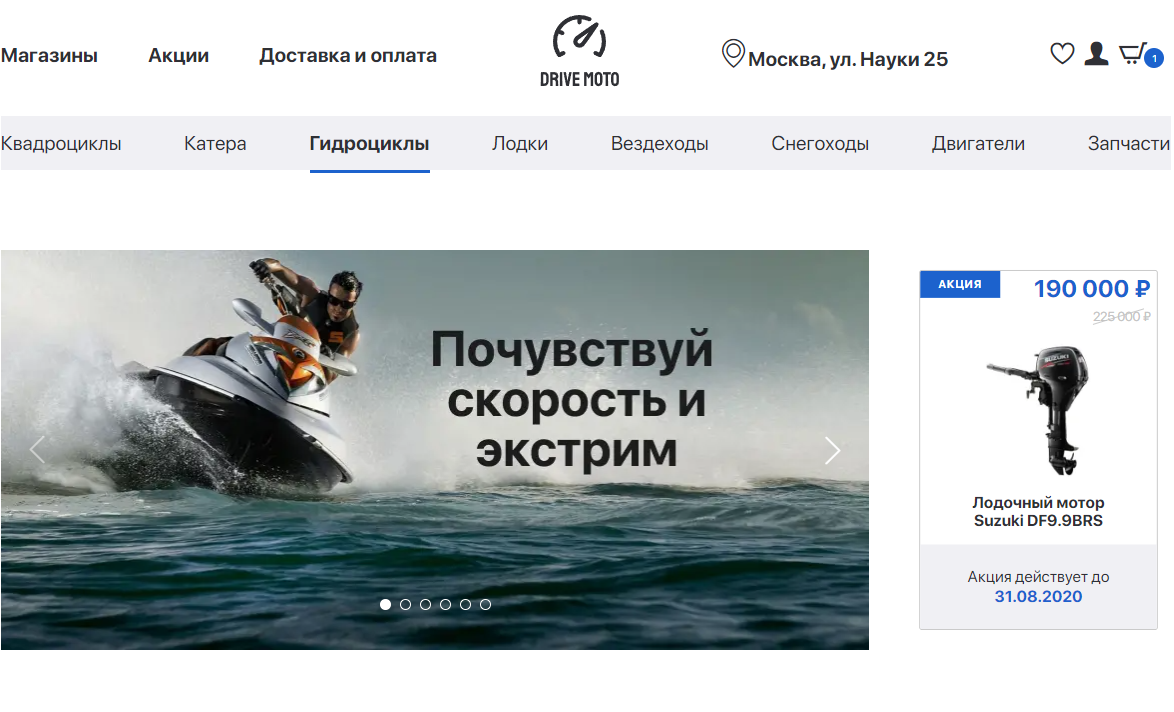 Магазины
Акции
Доставка и оплата
DRIVE MOTO
Москва, ул. Науки 25
1
Квадроциклы
Катера
Гидроциклы
Лодки
Вездеходы
Снегоходы
Двигатели
Запчасти
Почувствуй
скорость и
экстрим
АКЦИЯ
190 000 ₽
225 000 ₽
SUZUKI
Лодочный мотор
Suzuki DF9.9BRS
Акция действует до
31.08.2020